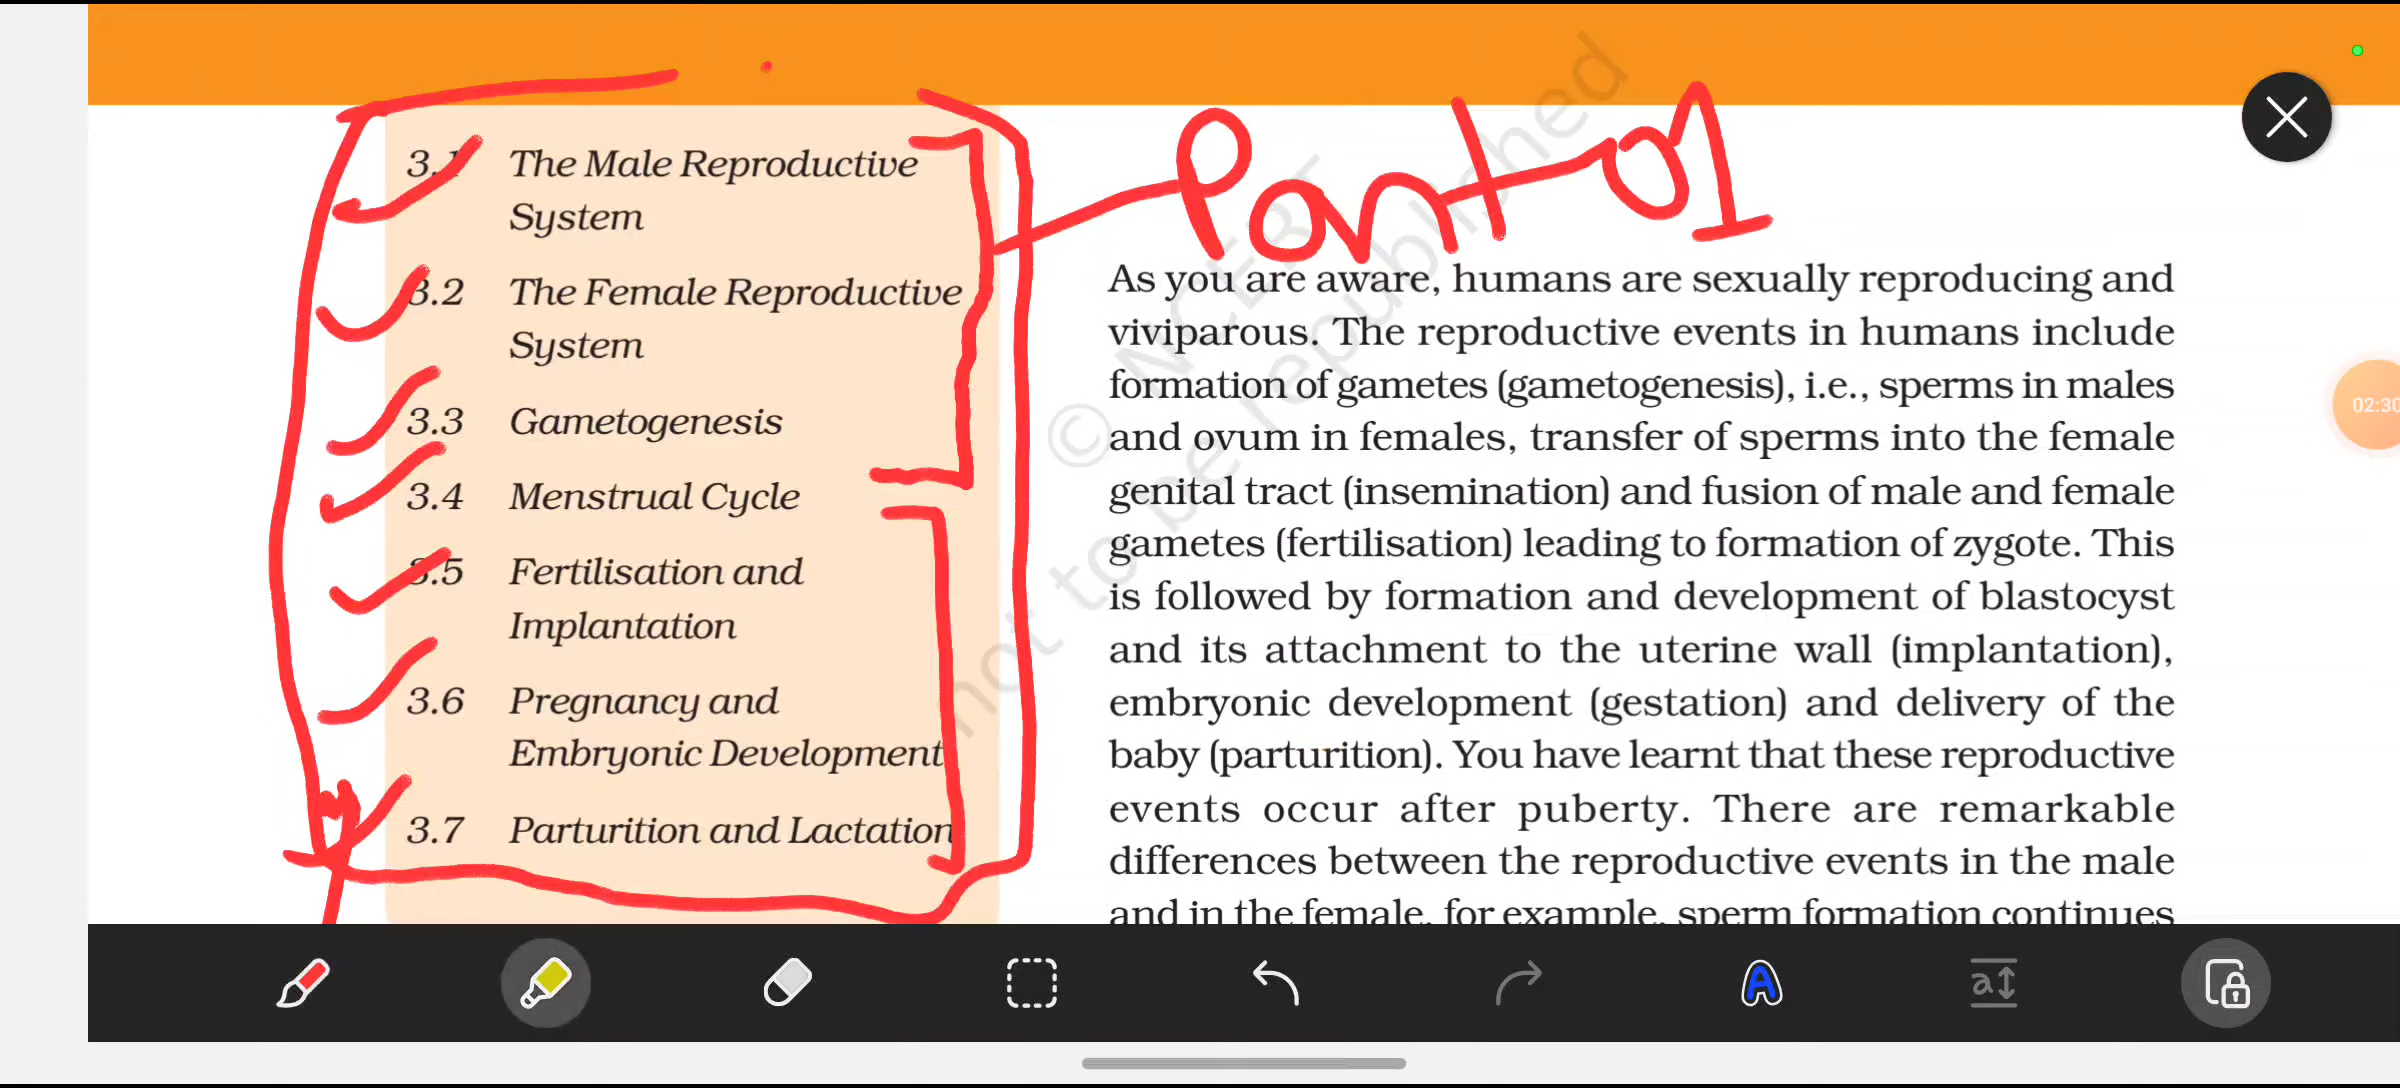 Part-01
3.1 The Male Reproductive
System
3.2 The Female Reproductive
System
3.3 Gametogenesis
3.4 Menstrual Cycle
3.5 Fertilisation and
Implantation
3.6 Pregnancy and
Embryonic Development
3.7 Parturition and Lactation
As you are aware, humans are sexually reproducing and
viviparous. The reproductive events in humans include
formation of gametes (gametogenesis), i.e., sperms in males
and ovum in females, transfer of sperms into the female
genital tract (insemination) and fusion of male and female
gametes (fertilisation) leading to formation of zygote. This
is followed by formation and development of blastocyst
and its attachment to the uterine wall (implantation),
embryonic development (gestation) and delivery of the
baby (parturition). You have learnt that these reproductive
events occur after puberty. There are remarkable
differences between the reproductive events in the male
and in the female, for example, sperm formation continues
© NCERT
not to be republished
02:30
A
a